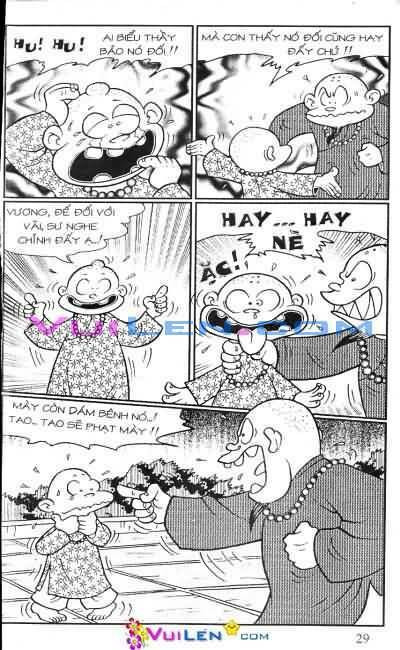 HU! HU!
AI BIỂU THẦY
BẢO NÓ ĐỐI!!
MÀ CON THẤY NÓ ĐỐI CŨNG HAY
ĐẤY CHỨ!
VƯƠNG, ĐỂ ĐỐI VỚI
VÃI, SƯ NGHE
CHỈNH ĐẤY Ạ..!
HAY... HAY
NÈ
ẶC!
VUILEN.COM
MÀY CÒN DÁM BÊNH NÓ...!
TAO... TAO SẼ PHẠT MÀY!!
29
VUILEN.COM